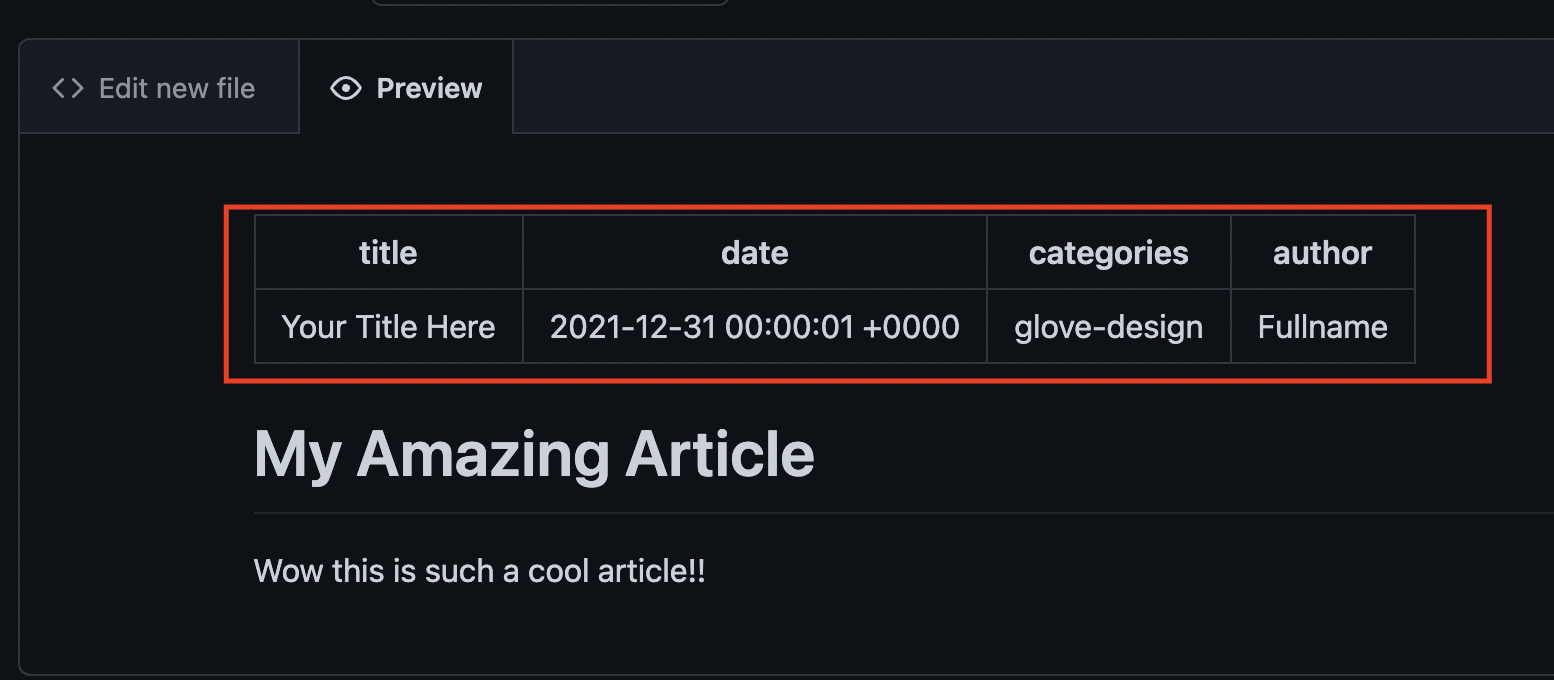 Edit new file Preview
title date categories author
Your Title Here 2021-12-31 00:00:01 +0000 glove-design Fullname
My Amazing Article
Wow this is such a cool article!!